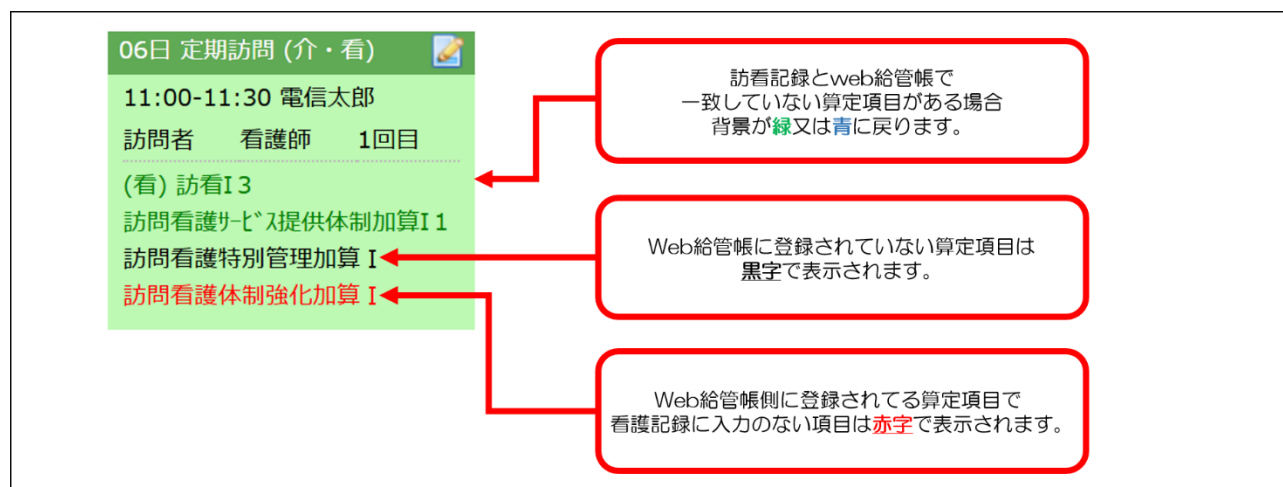 06日 定期訪問 (介・看)
11:00-11:30 電信太郎
訪問者 看護師 1回目
(看) 訪看I3
訪問看護ｻｰﾋﾞｽ提供体制加算I1
訪問看護特別管理加算 I
訪問看護体制強化加算 I
訪看記録とweb給管帳で
一致していない算定項目がある場合
背景が緑又は青に戻ります。
Web給管帳に登録されていない算定項目は
黒字で表示されます。
Web給管帳側に登録されてる算定項目で
看護記録に入力のない項目は赤字で表示されます。